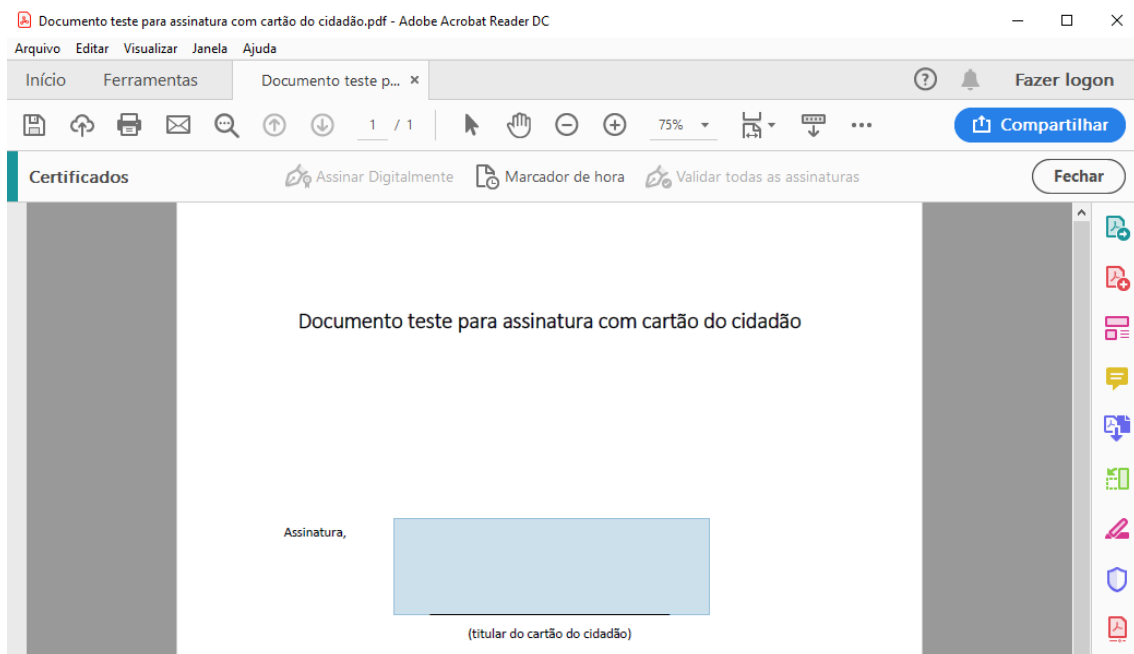 Documento teste para assinatura com cartão do cidadão.pdf - Adobe Acrobat Reader DC
Arquivo Editar Visualizar Janela Ajuda
Início Ferramentas Documento teste p... × Fazer logon
1 / 1 75% Compartilhar
Certificados Assinar Digitalmente Marcador de hora Validar todas as assinaturas Fechar
Documento teste para assinatura com cartão do cidadão
Assinatura,
(titular do cartão do cidadão)